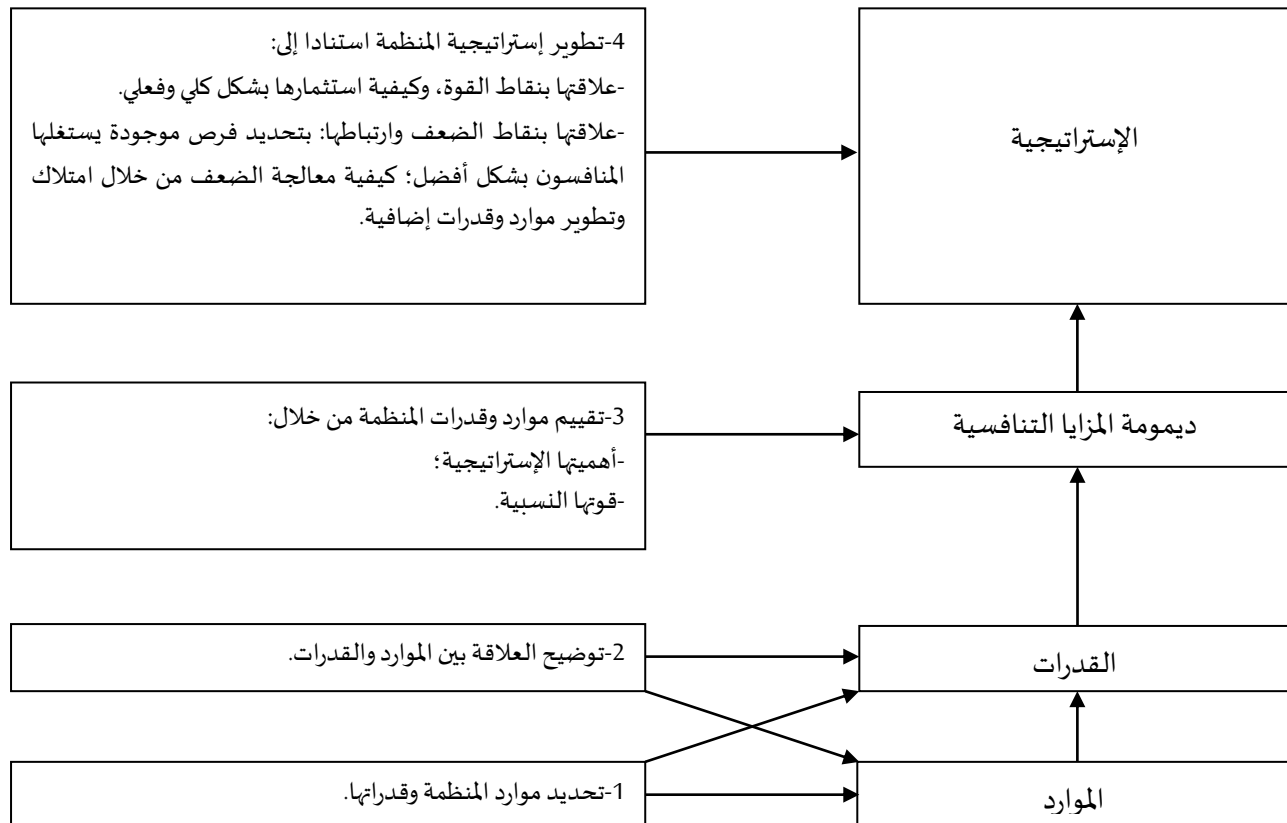 4-تطوير إستراتيجية المنظمة استنادا إلى:
-علاقتها بنقاط القوة، وكيفية استثمارها بشكل كلي وفعلي.
-علاقتها بنقاط الضعف وارتباطها: بتحديد فرص موجودة يستغلها
المنافسون بشكل أفضل؛ كيفية معالجة الضعف من خلال امتلاك
وتطوير موارد وقدرات إضافية.
الإستراتيجية
3-تقييم موارد وقدرات المنظمة من خلال:
-أهميتها الإستراتيجية؛
-قوتها النسبية.
ديمومة المزايا التنافسية
2-توضيح العلاقة بين الموارد والقدرات.
القدرات
1-تحديد موارد المنظمة وقدراتها.
الموارد